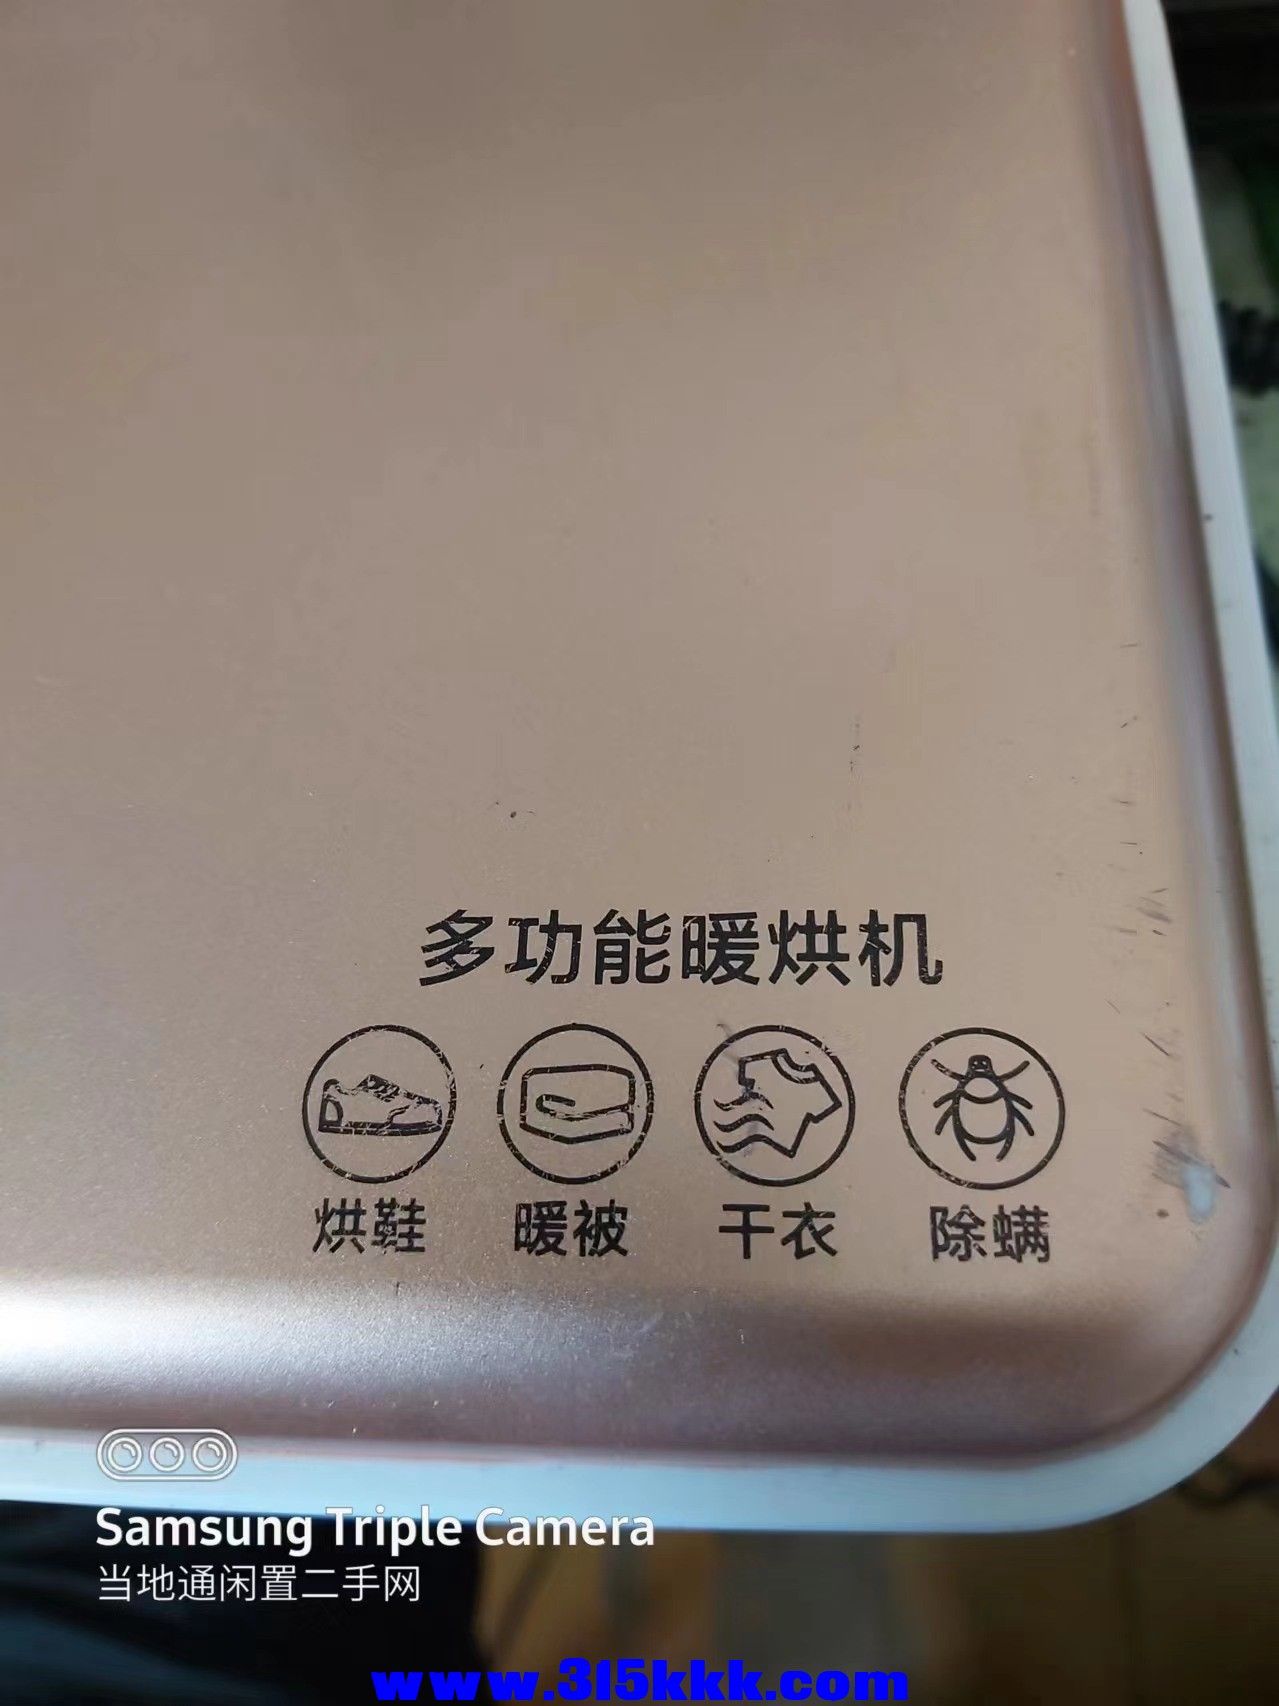 多功能暖烘机
烘鞋 暖被 干衣 除螨
Samsung Triple Camera
当地通闲置二手网
www.315kkk.com